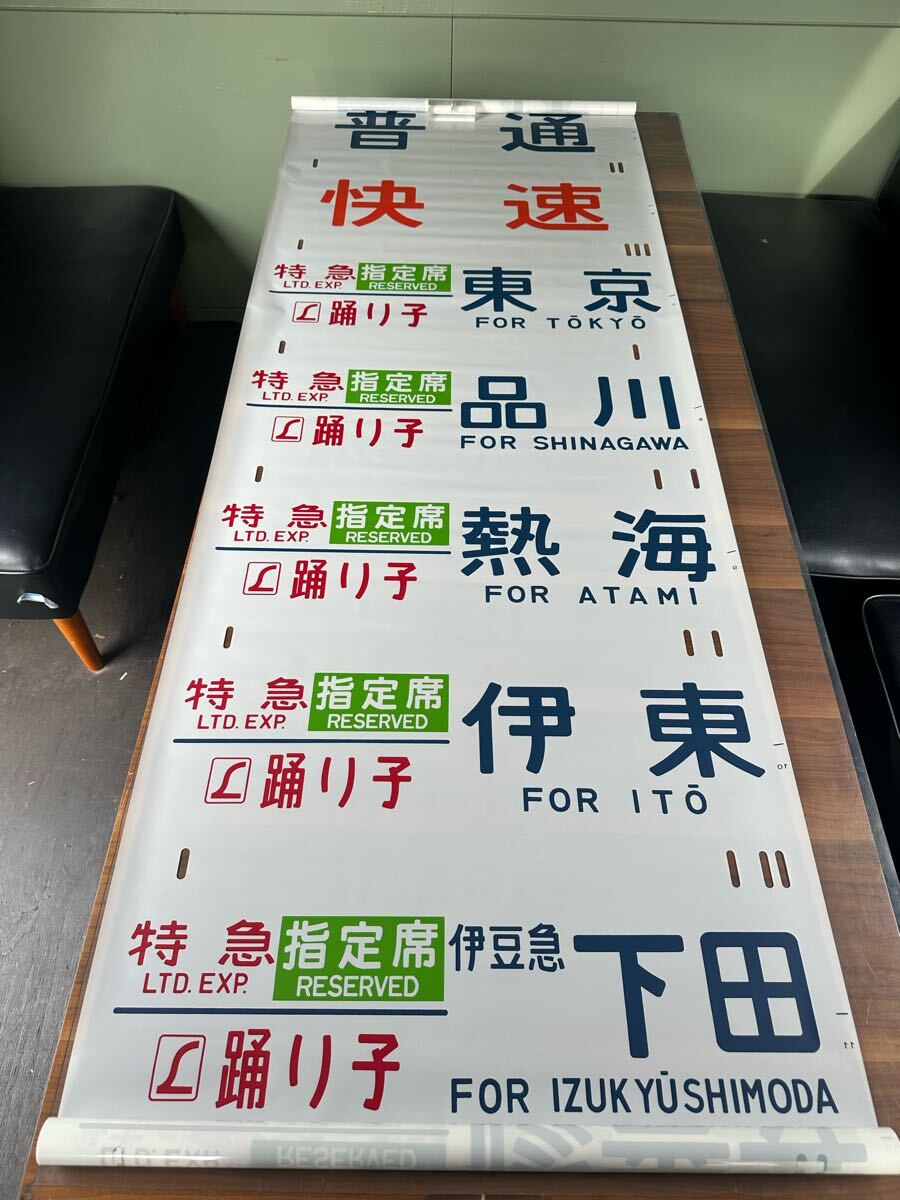 普通
快速
特急 指定席 東京
LTD. EXP. RESERVED
踊り子 FOR TŌKYŌ
特急 指定席 品川
LTD. EXP. RESERVED
踊り子 FOR SHINAGAWA
特急 指定席 熱海
LTD. EXP. RESERVED
踊り子 FOR ATAMI
特急 指定席 伊東
LTD. EXP. RESERVED
踊り子 FOR ITŌ
特急 指定席 伊豆急下田
LTD. EXP. RESERVED
踊り子 FOR IZUKYŪSHIMODA